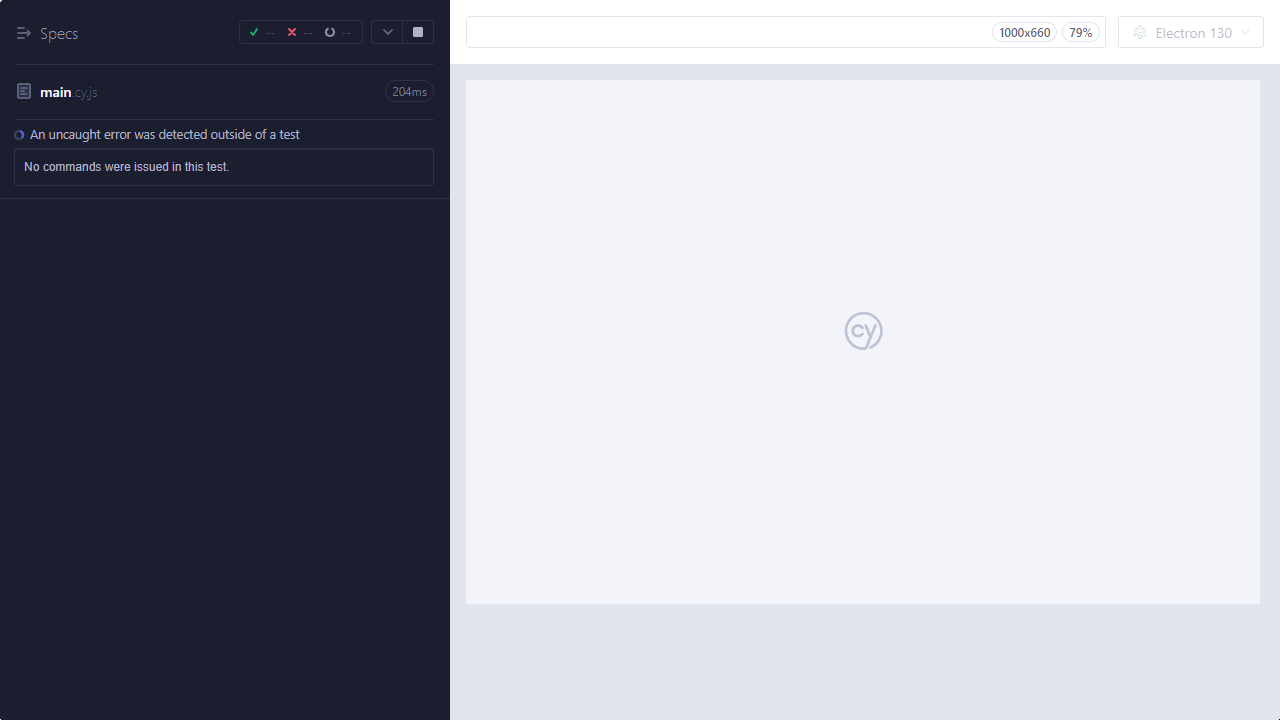 Specs
-- -- --
main.cy.js
204ms
An uncaught error was detected outside of a test
No commands were issued in this test.
1000x660
79%
Electron 130
cy